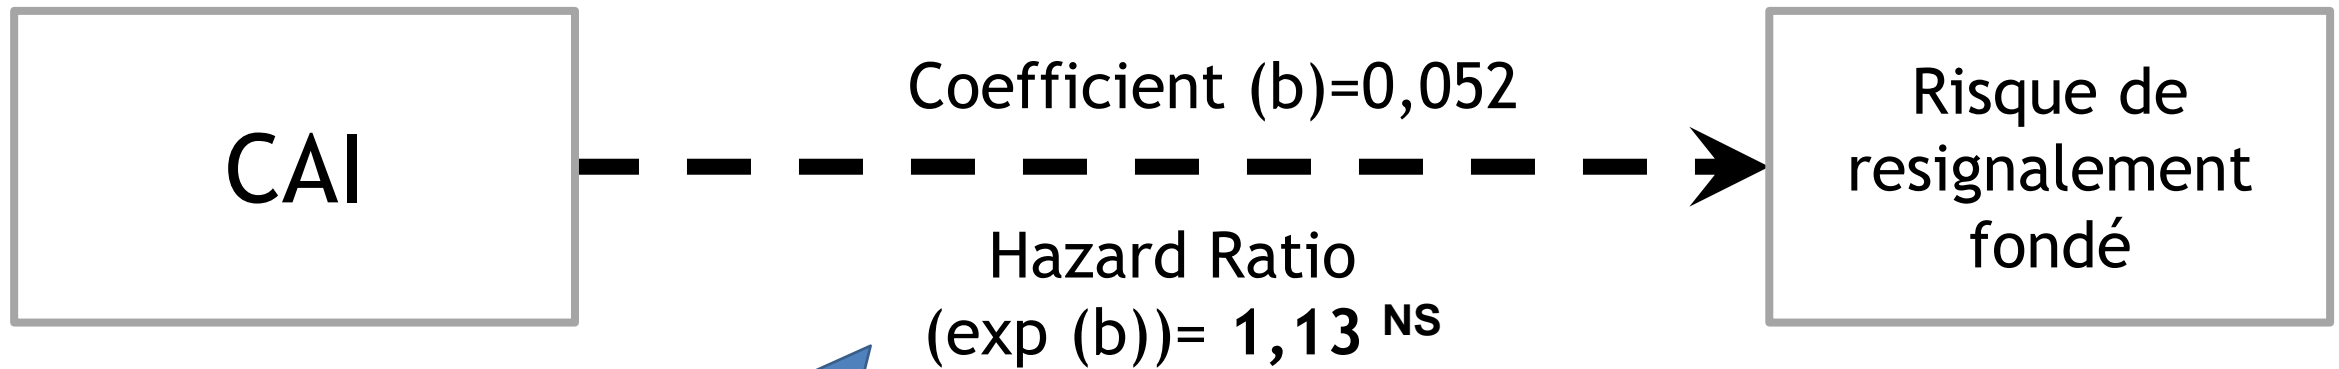 CAI
Coefficient (b)=0,052
Hazard Ratio
(exp (b))= 1,13 NS
Risque de
resignalement
fondé